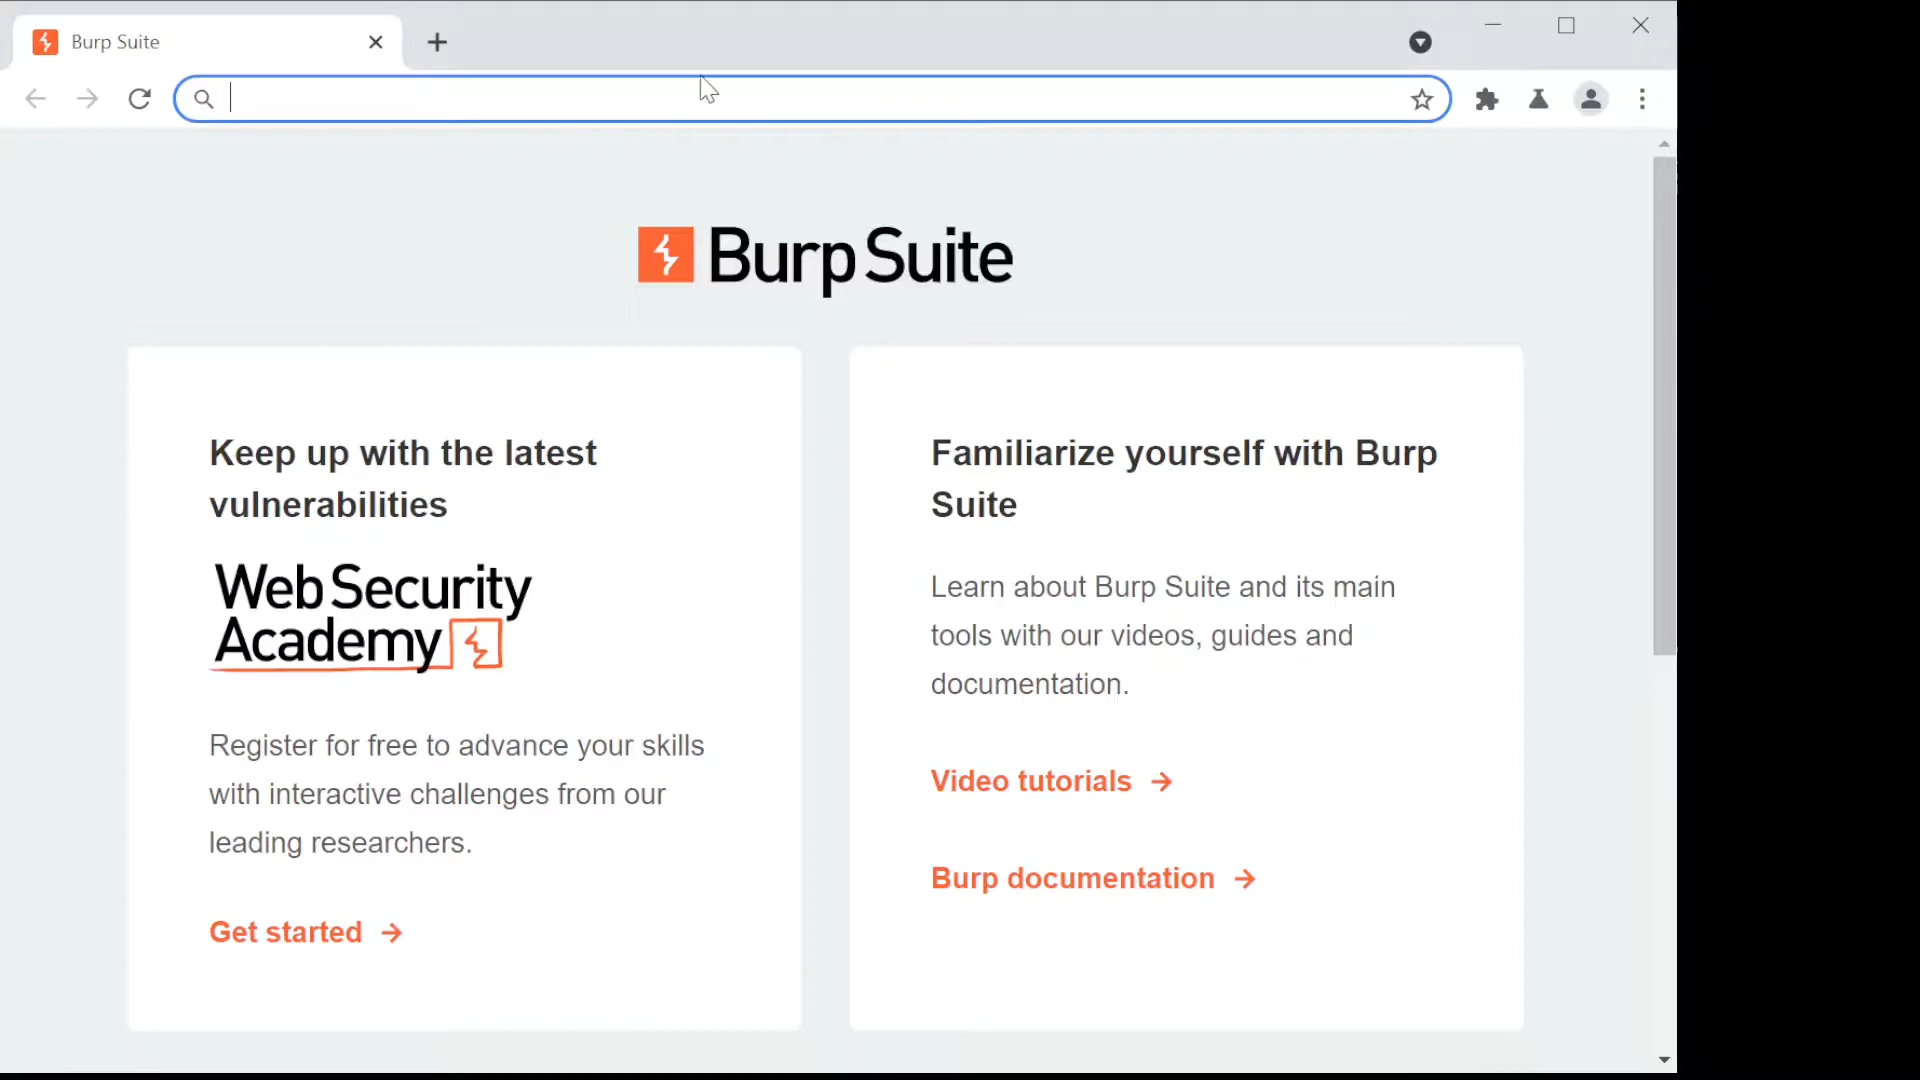 Burp Suite
Burp Suite
Keep up with the latest
vulnerabilities
Web Security
Academy
Register for free to advance your skills
with interactive challenges from our
leading researchers.
Get started
Familiarize yourself with Burp
Suite
Learn about Burp Suite and its main
tools with our videos, guides and
documentation.
Video tutorials
Burp documentation